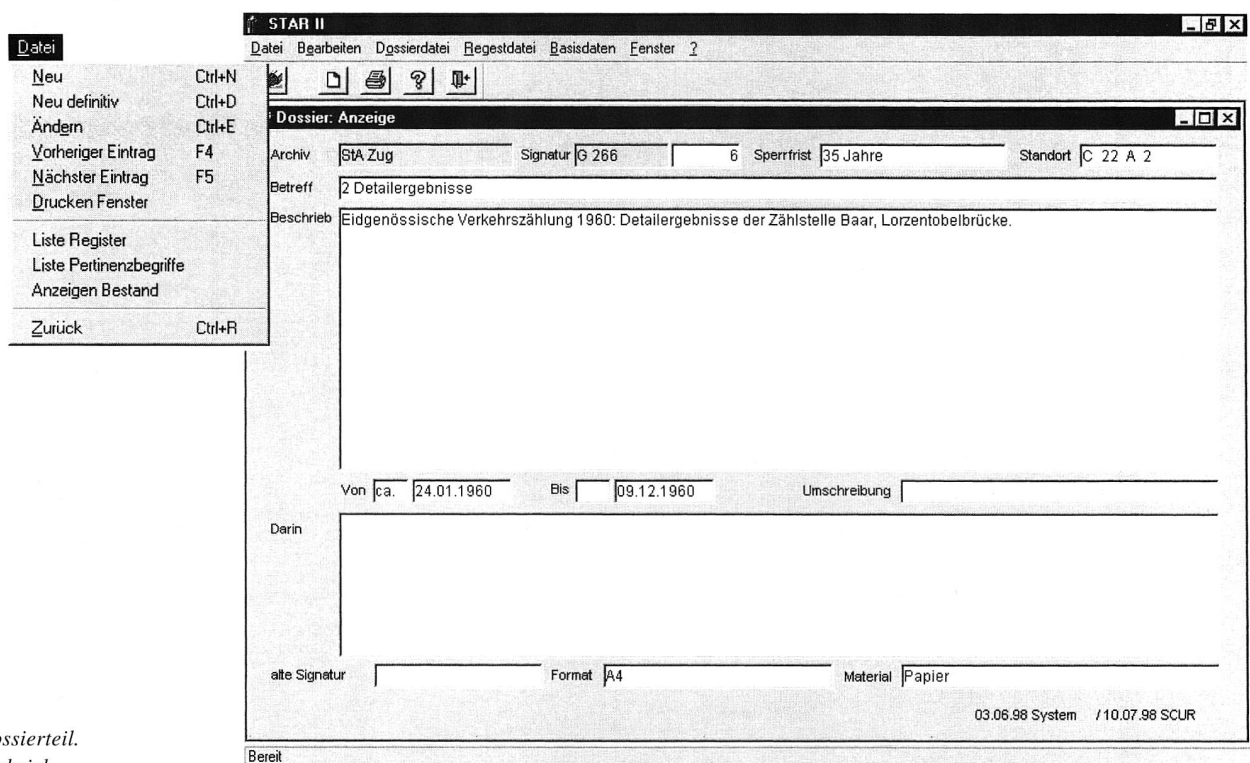 STAR II
Datei Bearbeiten Dossierdatei Regestdatei Basisdaten Fenster ?
Datei
Neu Ctrl+N
Neu definitiv Ctrl+D
Ändern Ctrl+E
Vorheriger Eintrag F4
Nächster Eintrag F5
Drucken Fenster
Liste Register
Liste Pertinenzbegriffe
Anzeigen Bestand
Zurück Ctrl+R
Dossier: Anzeige
Archiv StA Zug Signatur G 266 6 Sperrfrist 35 Jahre Standort C 22 A 2
Betreff 2 Detailergebnisse
Beschrieb Eidgenössische Verkehrszählung 1960: Detailergebnisse der Zählstelle Baar, Lorzentobelbrücke.
Von ca. 24.01.1960 Bis 09.12.1960 Umschreibung
Darin
alte Signatur Format A4 Material Papier
03.06.98 System / 10.07.98 SCUR
Bereit
ossierteil.